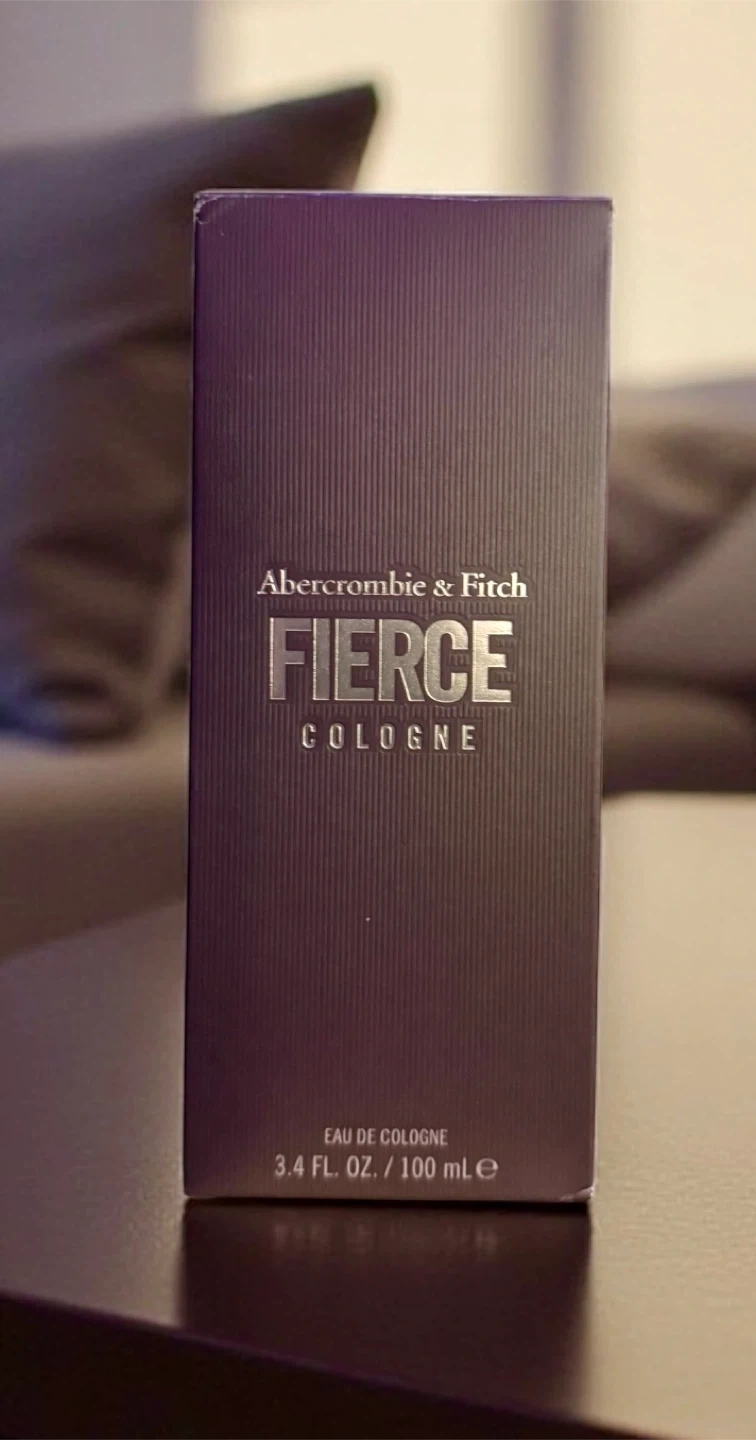 Abercrombie & Fitch
FIERCE
COLOGNE
EAU DE COLOGNE
3.4 FL. OZ. / 100 mL ℮